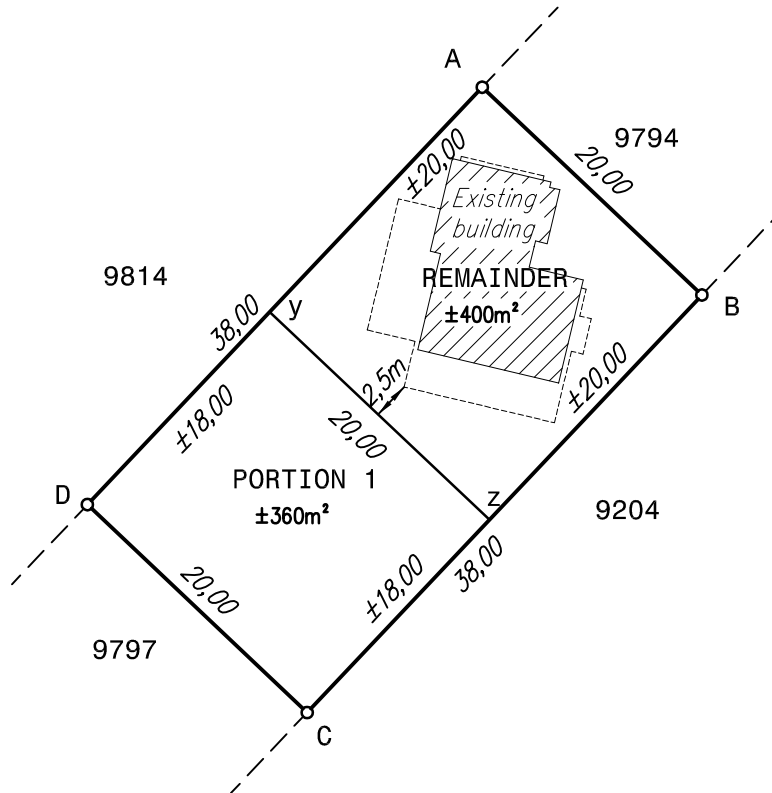 A
9794
20,00
±20,00
Existing
building
9814
REMAINDER
B
38,00
y
±400m²
2,5m
±20,00
±18,00
20,00
PORTION 1
D
z
±360m²
9204
20,00
±18,00
38,00
9797
C